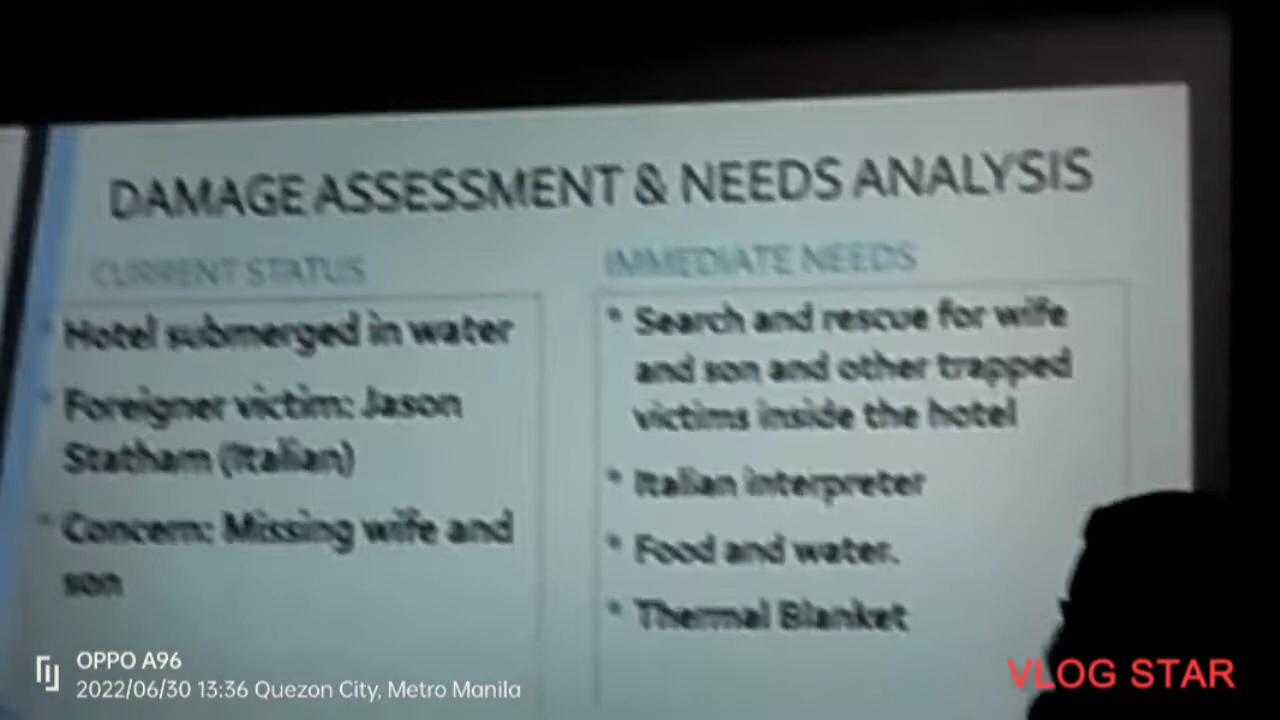 DAMAGE ASSESSMENT & NEEDS ANALYSIS
CURRENT STATUS
* Hotel submerged in water
* Foreigner victim: Jason
Statham (Italian)
* Concern: Missing wife and
son
IMMEDIATE NEEDS
* Search and rescue for wife
and son and other trapped
victims inside the hotel
* Italian interpreter
* Food and water.
* Thermal Blanket
OPPO A96
2022/06/30 13:36 Quezon City, Metro Manila
VLOG STAR